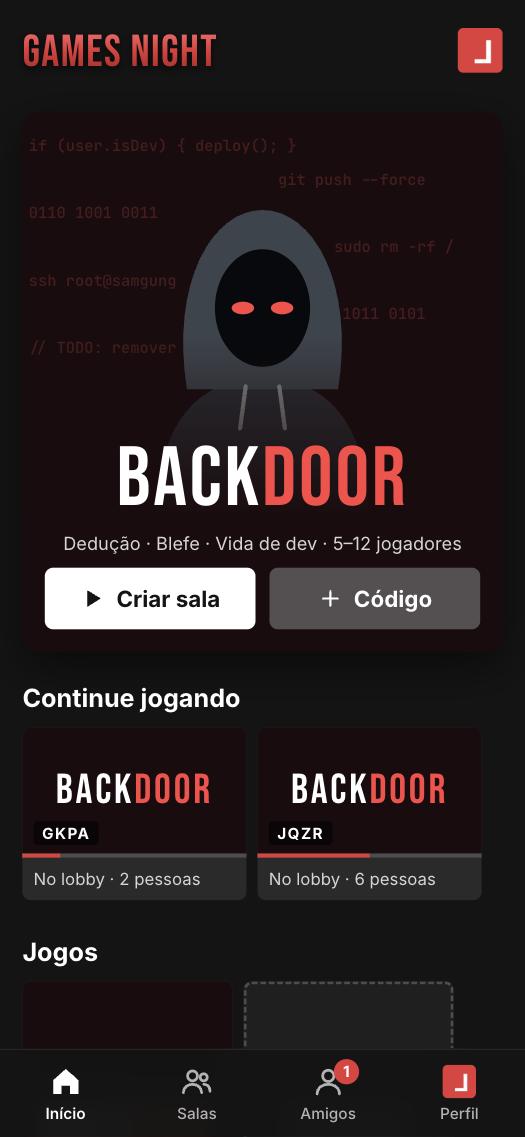 GAMES NIGHT
if (user.isDev) { deploy(); }
git push --force
0110 1001 0011
sudo rm -rf /
ssh root@samgung
1011 0101
// TODO: remover
BACKDOOR
Dedução · Blefe · Vida de dev · 5–12 jogadores
Criar sala
Código
Continue jogando
BACKDOOR
GKPA
No lobby · 2 pessoas
BACKDOOR
JQZR
No lobby · 6 pessoas
Jogos
1
Início
Salas
Amigos
Perfil